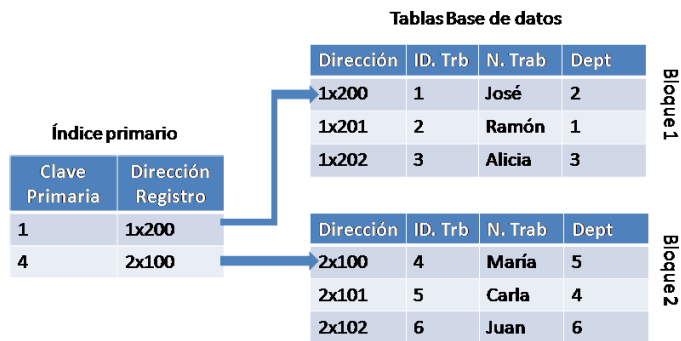 Tablas Base de datos
Dirección ID. Trb N. Trab Dept
1x200 1 José 2
1x201 2 Ramón 1
1x202 3 Alicia 3
Bloque 1
Índice primario
Clave Primaria Dirección Registro
1 1x200
4 2x100
Dirección ID. Trb N. Trab Dept
2x100 4 María 5
2x101 5 Carla 4
2x102 6 Juan 6
Bloque 2